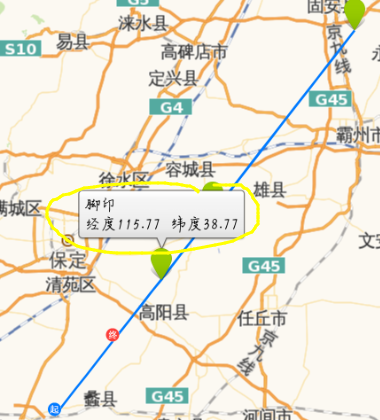 G5
固安县
涞水县
易县
S10
高碑店市
京九线
定兴县
G4
G45
霸州市
容城县
徐水区
雄县
满城区
脚印
经度115.77 纬度38.77
文安
保定
G45
清苑区
高阳县
任丘市
京九线
终
蠡县
G45
起
河间市